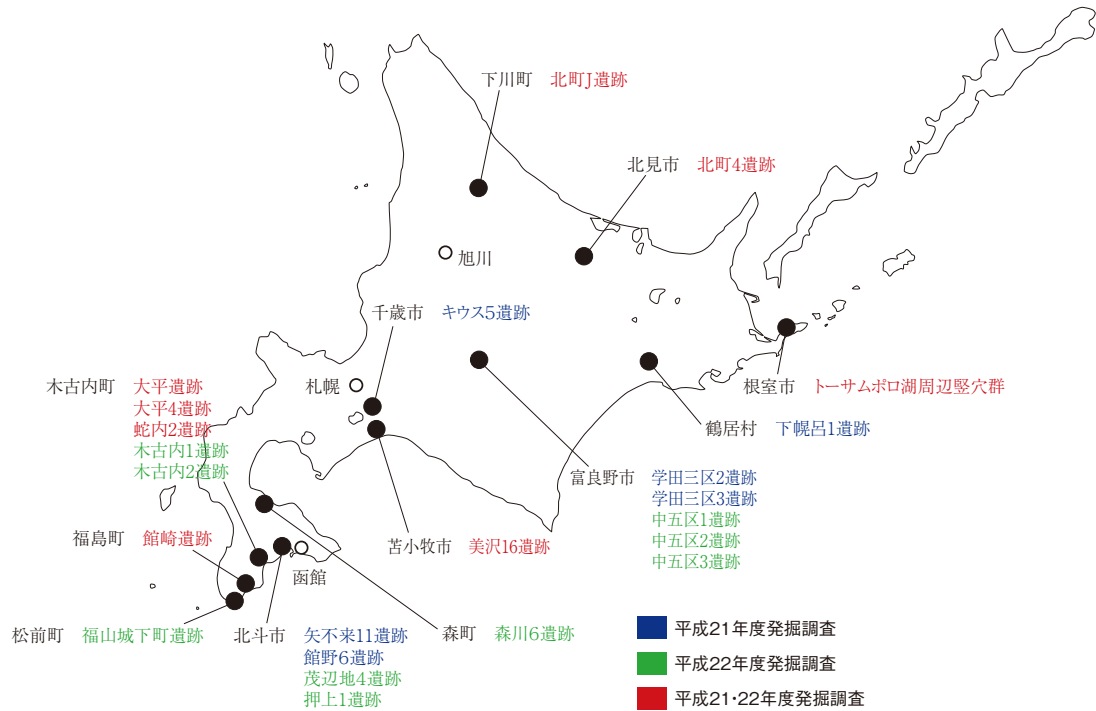 下川町 北町J遺跡
北見市 北町4遺跡
旭川
千歳市 キウス5遺跡
札幌
木古内町 大平遺跡
大平4遺跡
蛇内2遺跡
木古内1遺跡
木古内2遺跡
根室市 トーサムポロ湖周辺竪穴群
鶴居村 下幌呂1遺跡
富良野市 学田三区2遺跡
学田三区3遺跡
中五区1遺跡
中五区2遺跡
中五区3遺跡
福島町 館崎遺跡
苫小牧市 美沢16遺跡
函館
松前町 福山城下町遺跡
北斗市 矢不来11遺跡
館野6遺跡
茂辺地4遺跡
押上1遺跡
森町 森川6遺跡
平成21年度発掘調査
平成22年度発掘調査
平成21・22年度発掘調査